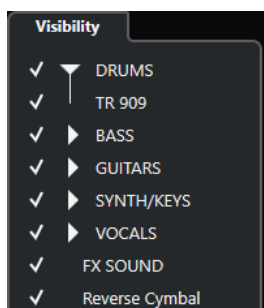 Visibility
DRUMS
TR 909
BASS
GUITARS
SYNTH/KEYS
VOCALS
FX SOUND
Reverse Cymbal